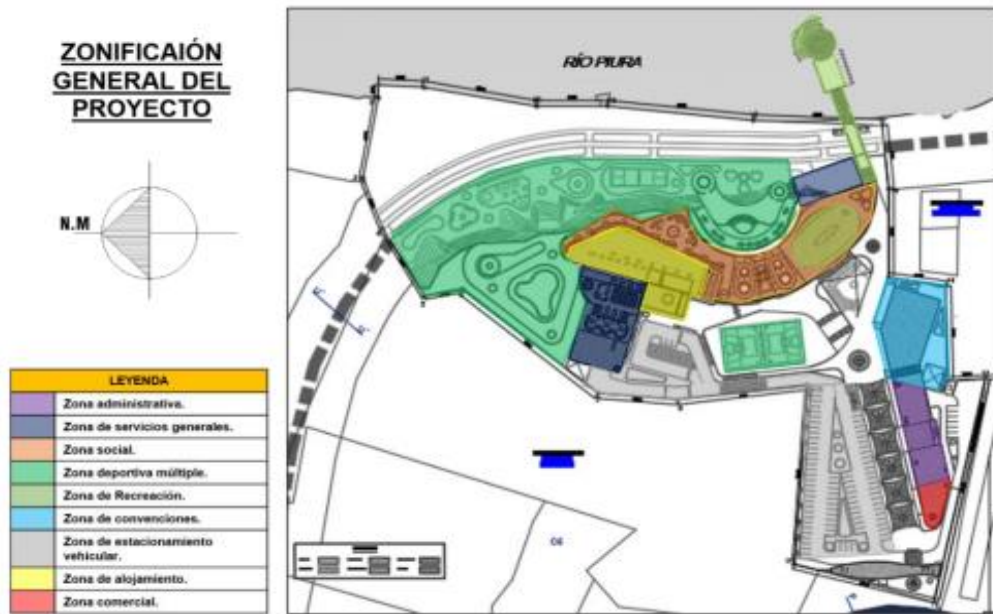 ZONIFICAIÓN
GENERAL DEL
PROYECTO
N.M
RÍO PIURA
LEYENDA
Zona administrativa.
Zona de servicios generales.
Zona social.
Zona deportiva múltiple.
Zona de Recreación.
Zona de convenciones.
Zona de estacionamiento
vehicular.
Zona de alojamiento.
Zona comercial.